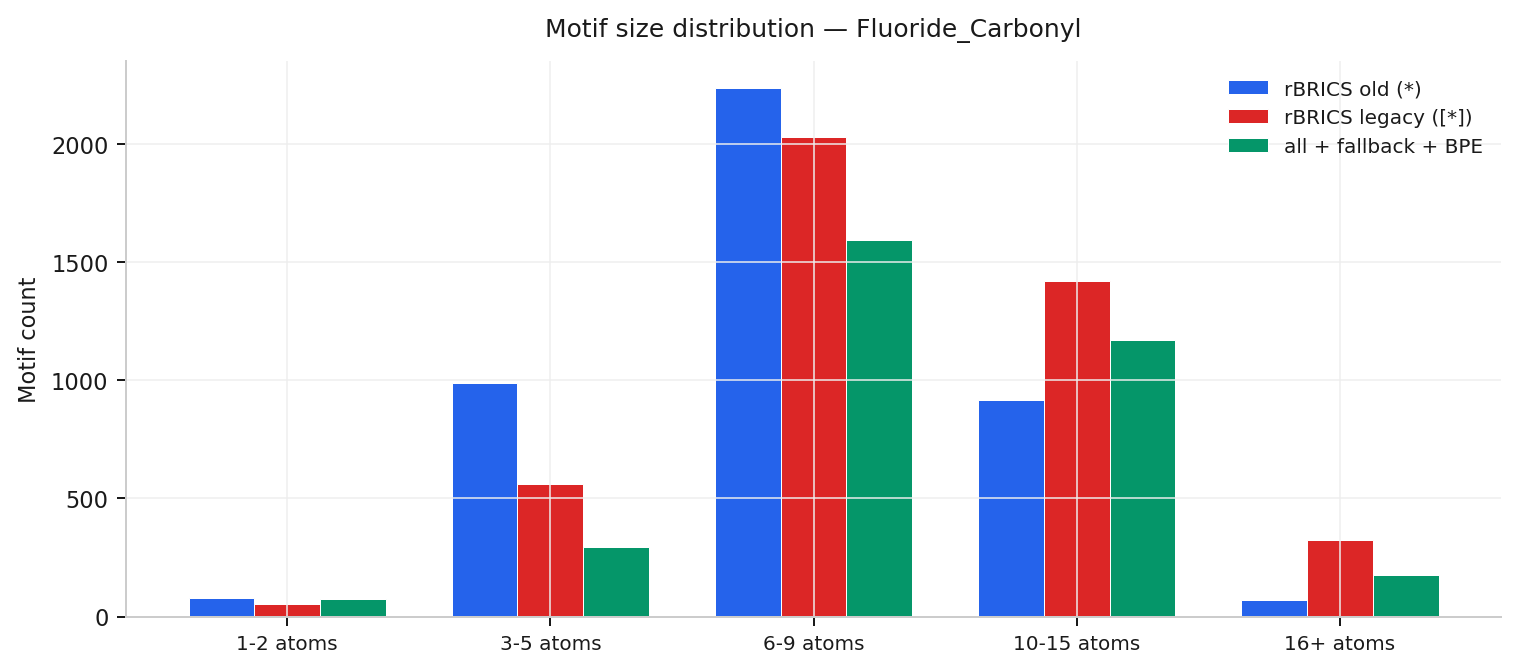 Motif size distribution — Fluoride_Carbonyl
rBRICS old (*)
rBRICS legacy ([*])
all + fallback + BPE
Motif count
2000
1500
1000
500
0
1-2 atoms
3-5 atoms
6-9 atoms
10-15 atoms
16+ atoms